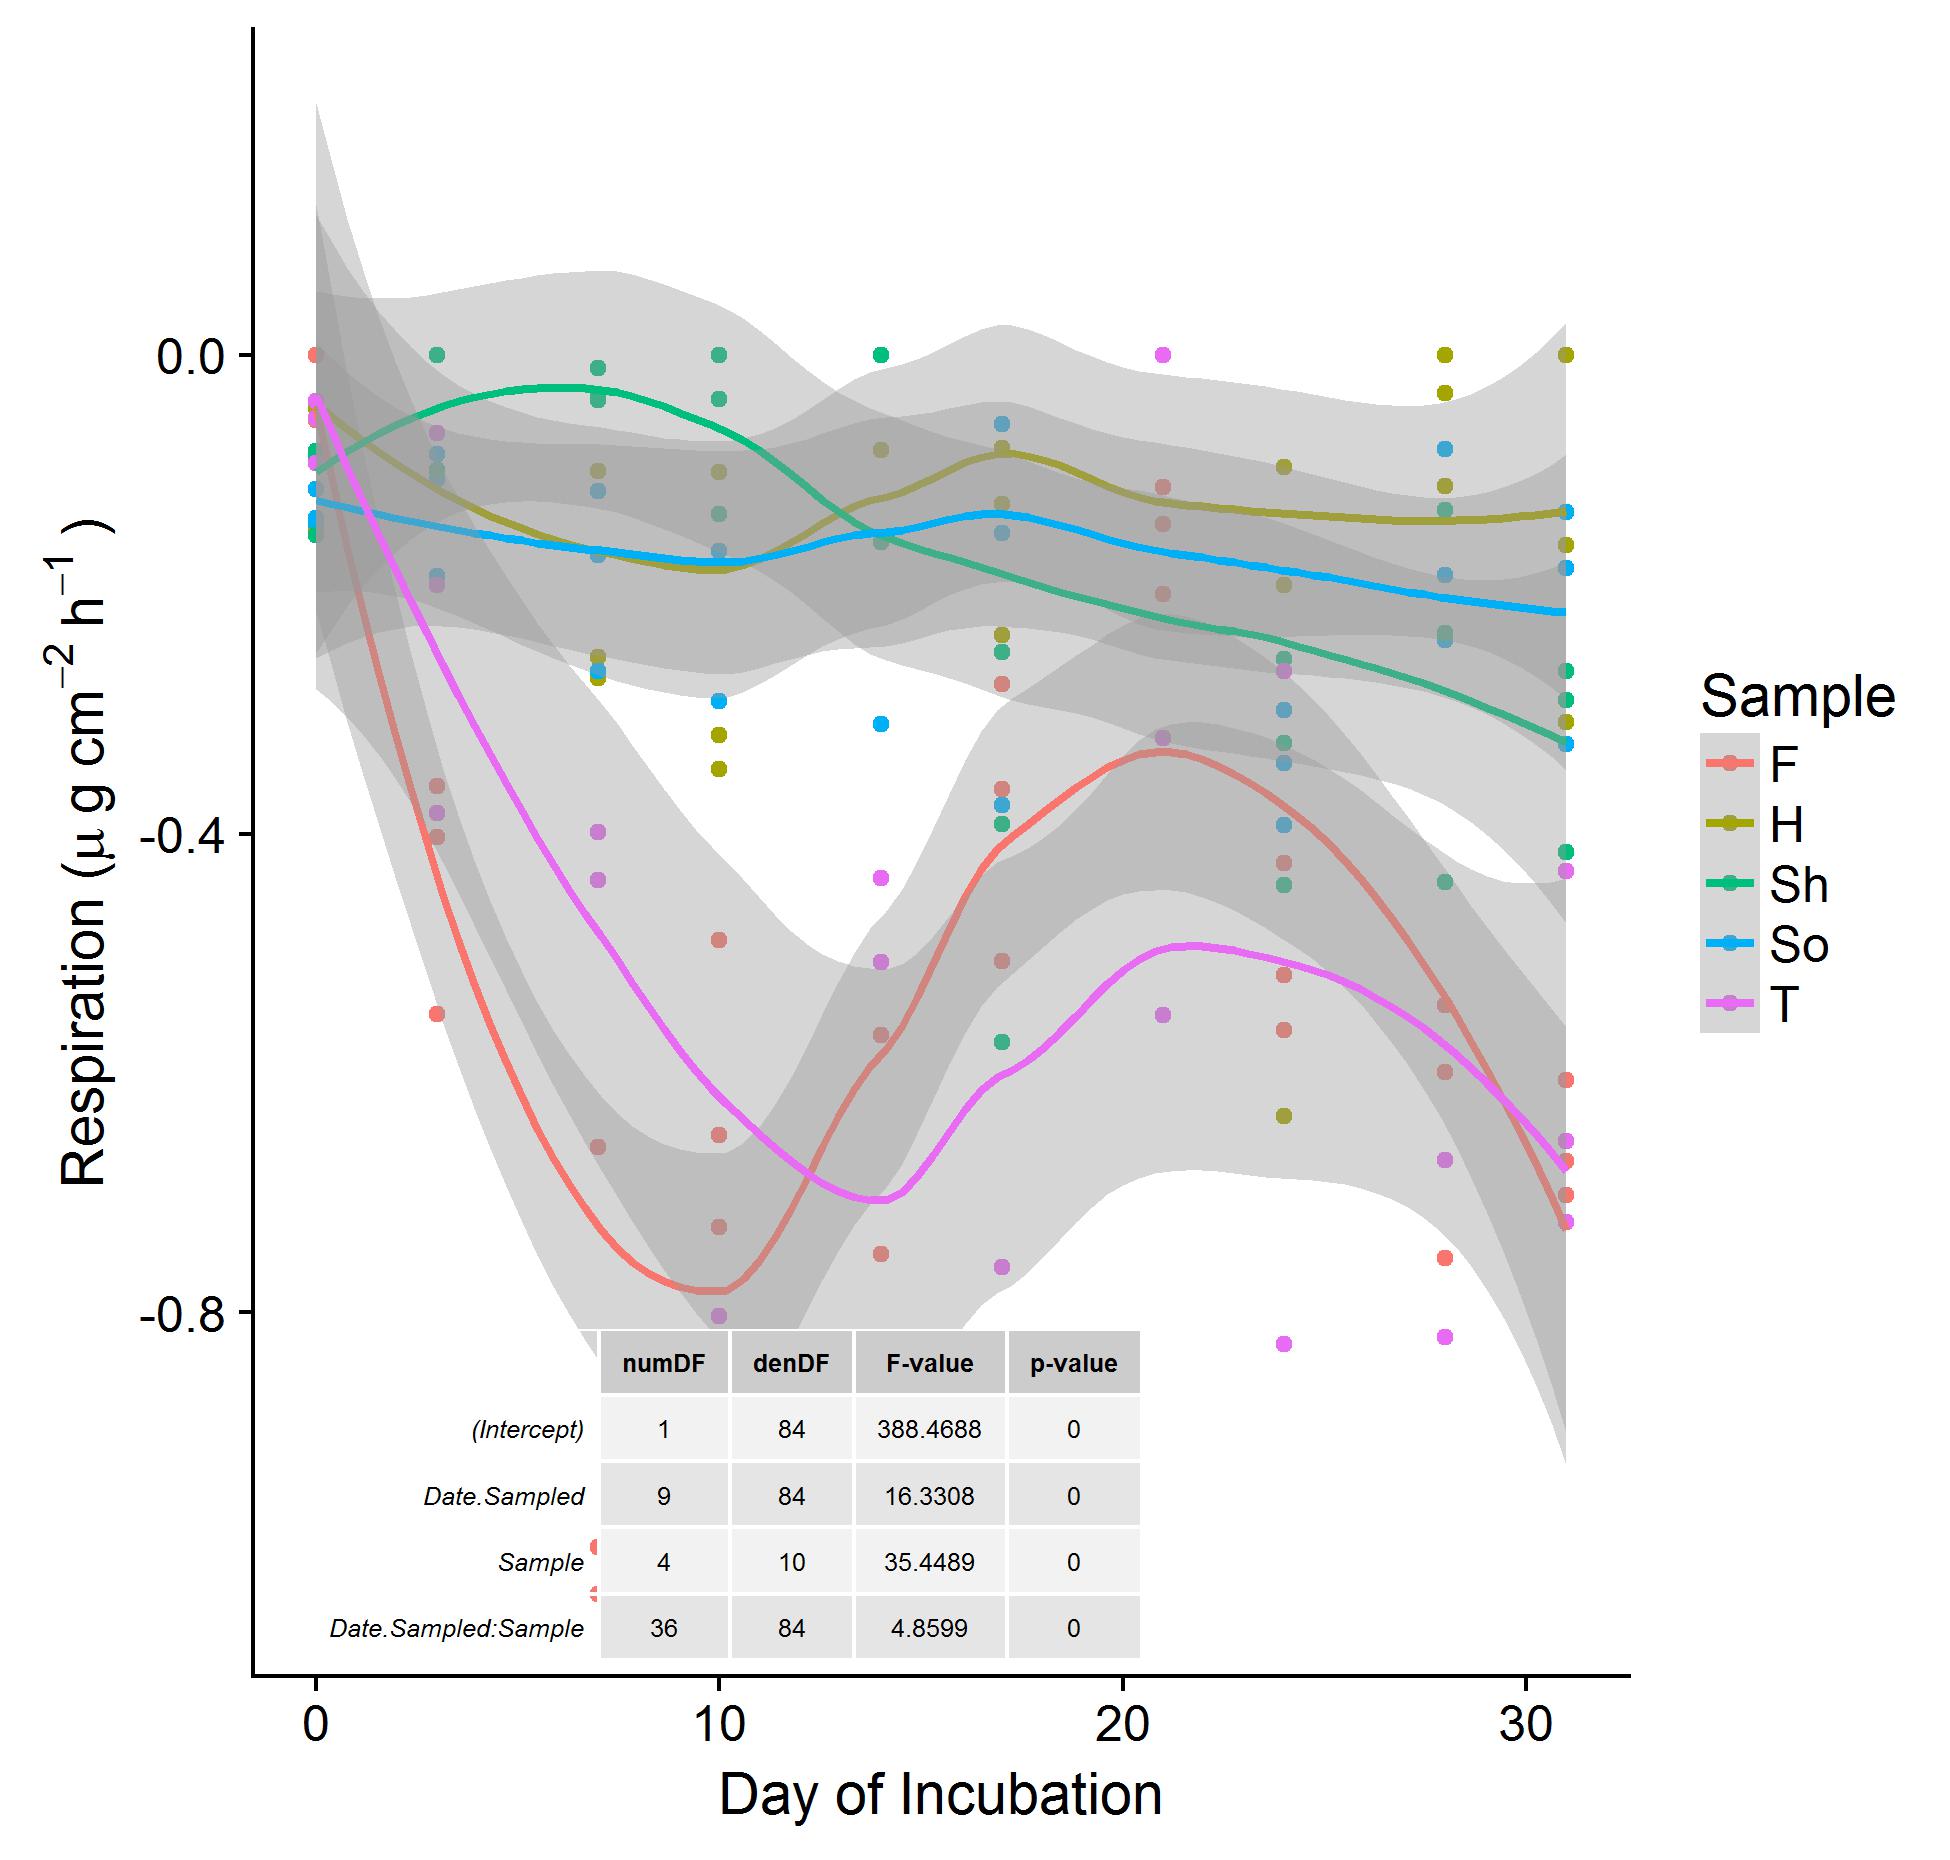 0.0
-0.4
-0.8
Respiration (μ g cm⁻² h⁻¹ )
Sample
F
H
Sh
So
T
numDF denDF F-value p-value
(Intercept) 1 84 388.4688 0
Date.Sampled 9 84 16.3308 0
Sample 4 10 35.4489 0
Date.Sampled:Sample 36 84 4.8599 0
0 10 20 30
Day of Incubation